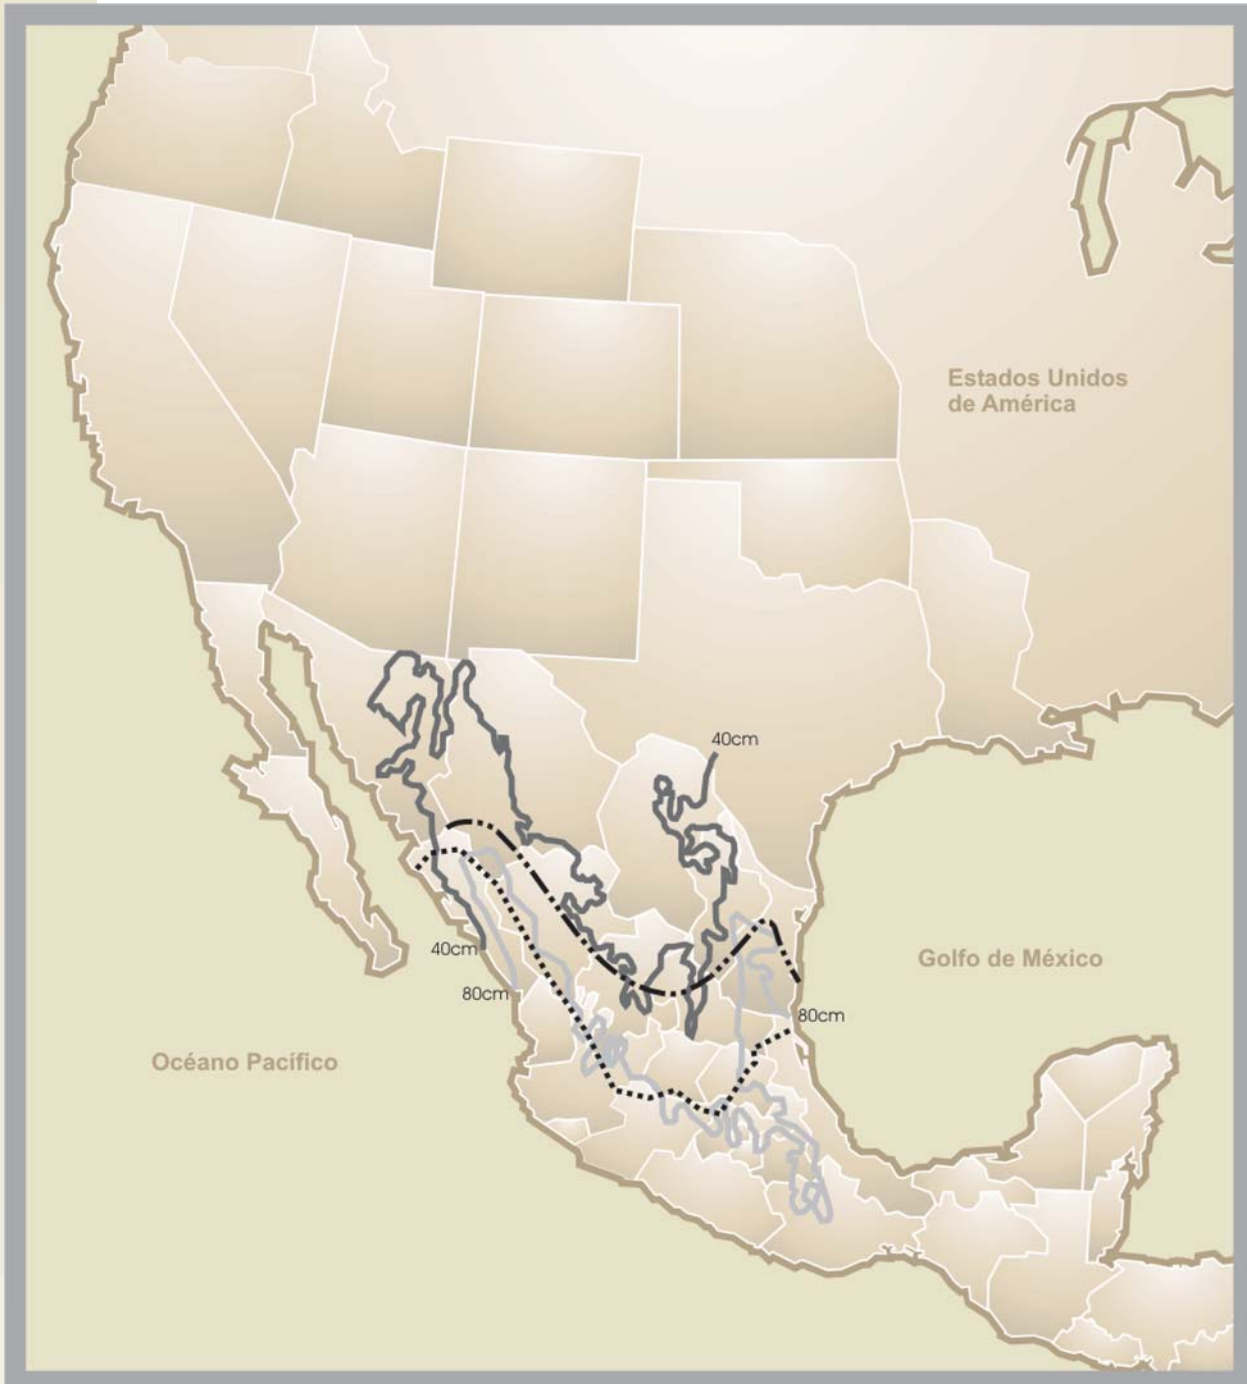 Estados Unidos
de América
40cm
40cm
80cm
Golfo de México
80cm
Océano Pacífico